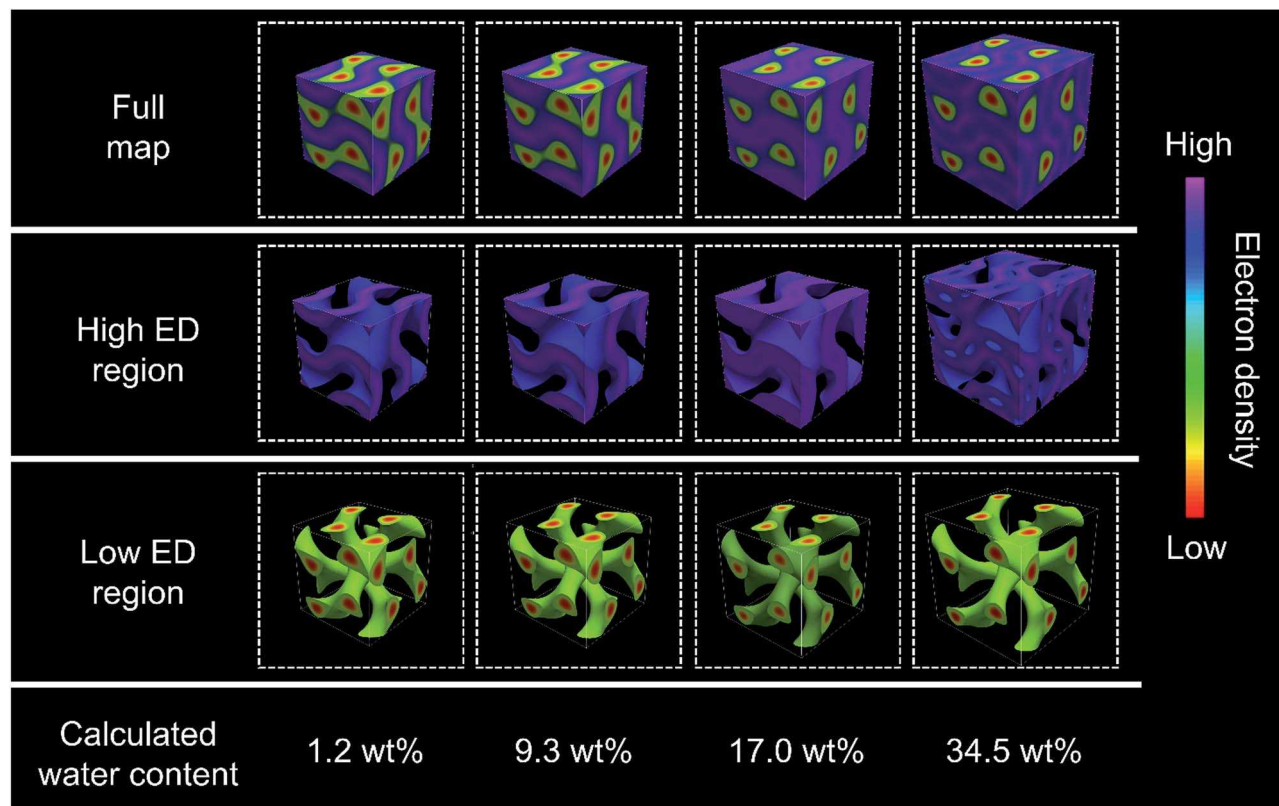 Full
map
High ED
region
Low ED
region
Calculated
water content
1.2 wt%
9.3 wt%
17.0 wt%
34.5 wt%
High
Electron density
Low